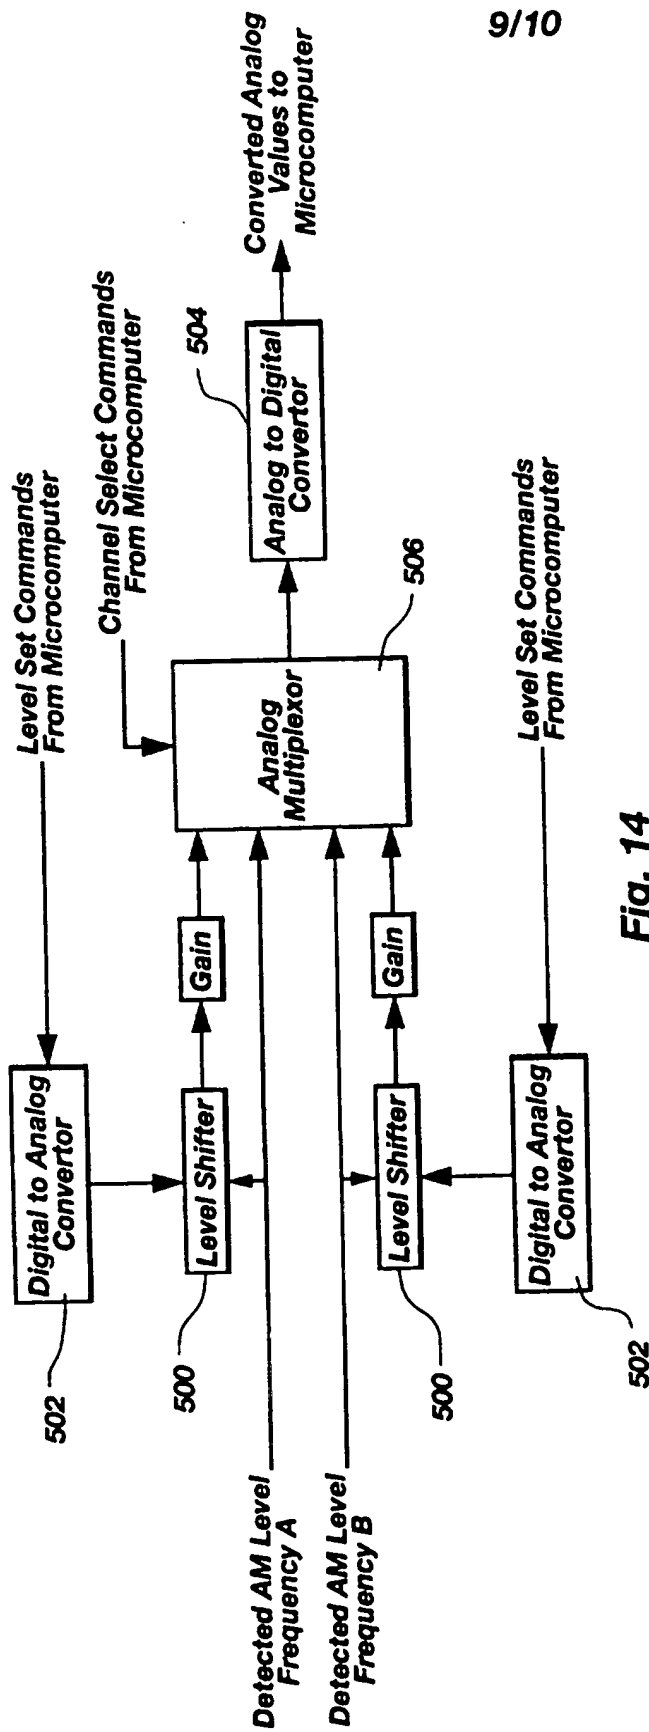 9/10
Level Set Commands
From Microcomputer
Channel Select Commands
From Microcomputer
Digital to Analog
Convertor
502
Level Shifter
500
Gain
Analog
Multiplexor
506
Analog to Digital
Convertor
504
Converted Analog
Values to
Microcomputer
Detected AM Level
Frequency A
Detected AM Level
Frequency B
Level Shifter
500
Gain
Digital to Analog
Convertor
502
Level Set Commands
From Microcomputer
Fig. 14